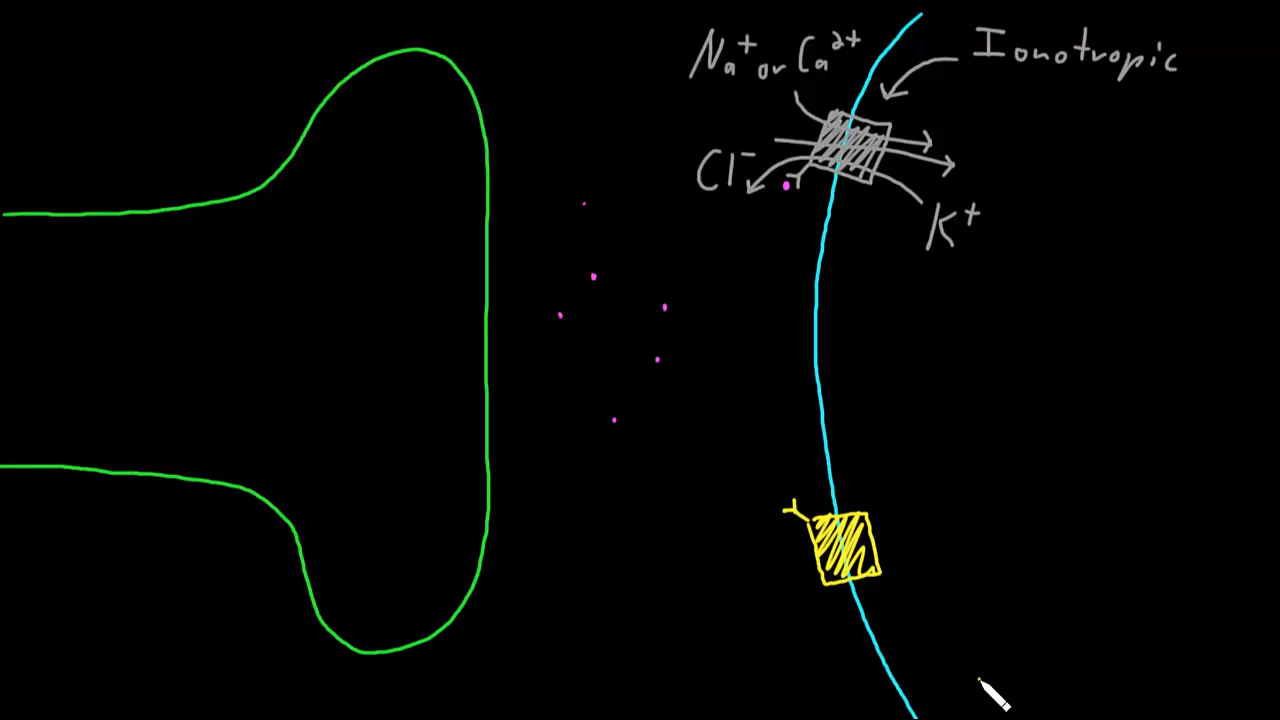 Na⁺ or Ca²⁺
Ionotropic
Cl⁻
K⁺